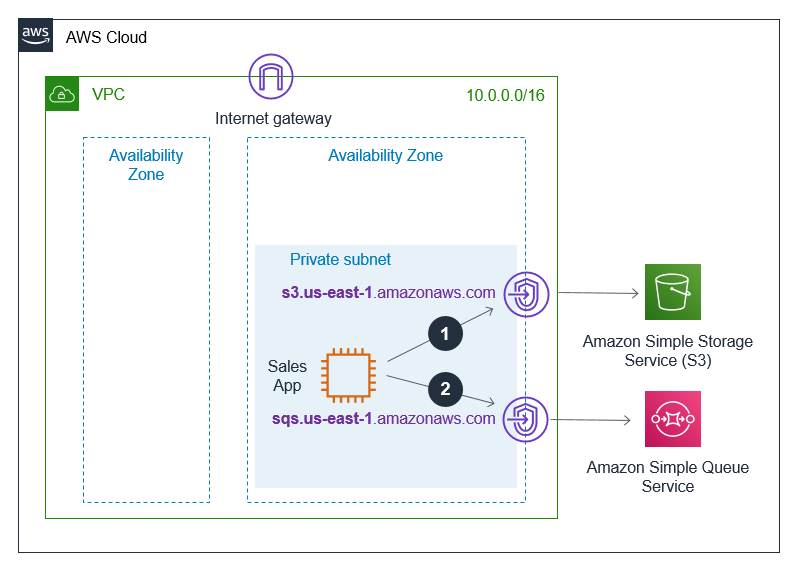 aws
AWS Cloud
VPC
10.0.0.0/16
Internet gateway
Availability
Zone
Availability Zone
Private subnet
s3.us-east-1.amazonaws.com
1
Sales
App
2
sqs.us-east-1.amazonaws.com
Amazon Simple Storage
Service (S3)
Amazon Simple Queue
Service